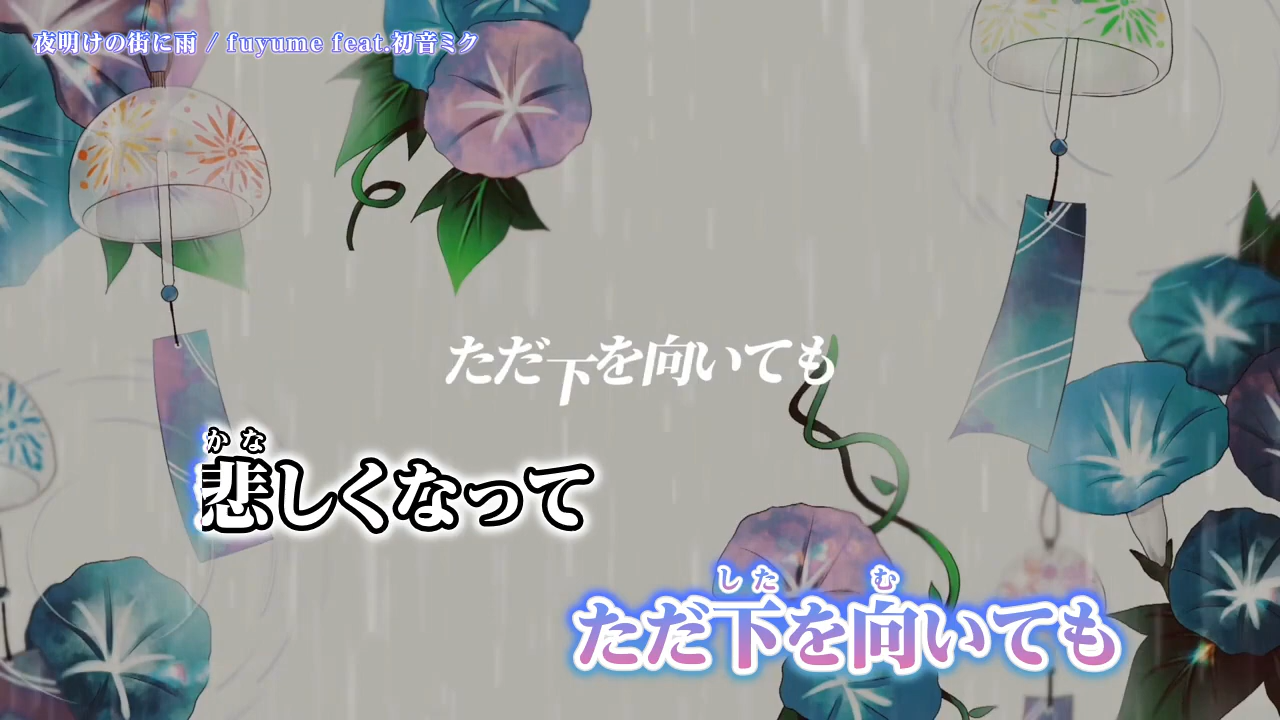 夜明けの街に雨 / fuyume feat.初音ミク
ただ下を向いても
かな
悲しくなって
した む
ただ下を向いても